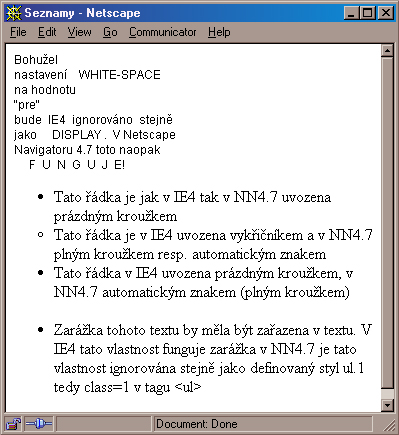 Seznamy - Netscape
File Edit View Go Communicator Help
Bohužel
nastavení    WHITE-SPACE
na hodnotu
"pre"
bude  IE4  ignorováno  stejně
jako     DISPLAY .  V Netscape
Navigatoru 4.7 toto naopak
F  U  N  G  U  J  E!
Tato řádka je jak v IE4 tak v NN4.7 uvozena
prázdným kroužkem
Tato řádka je v IE4 uvozena vykřičníkem a v NN4.7
plným kroužkem resp. automatickým znakem
Tato řádka v IE4 uvozena prázdným kroužkem, v
NN4.7 automatickým znakem (plným kroužkem)
Zarážka tohoto textu by měla být zařazena v textu. V
IE4 tato vlastnost funguje zarážka v NN4.7 je tato
vlastnost ignorována stejně jako definovaný styl ul.1
tedy class=1 v tagu <ul>
Document: Done